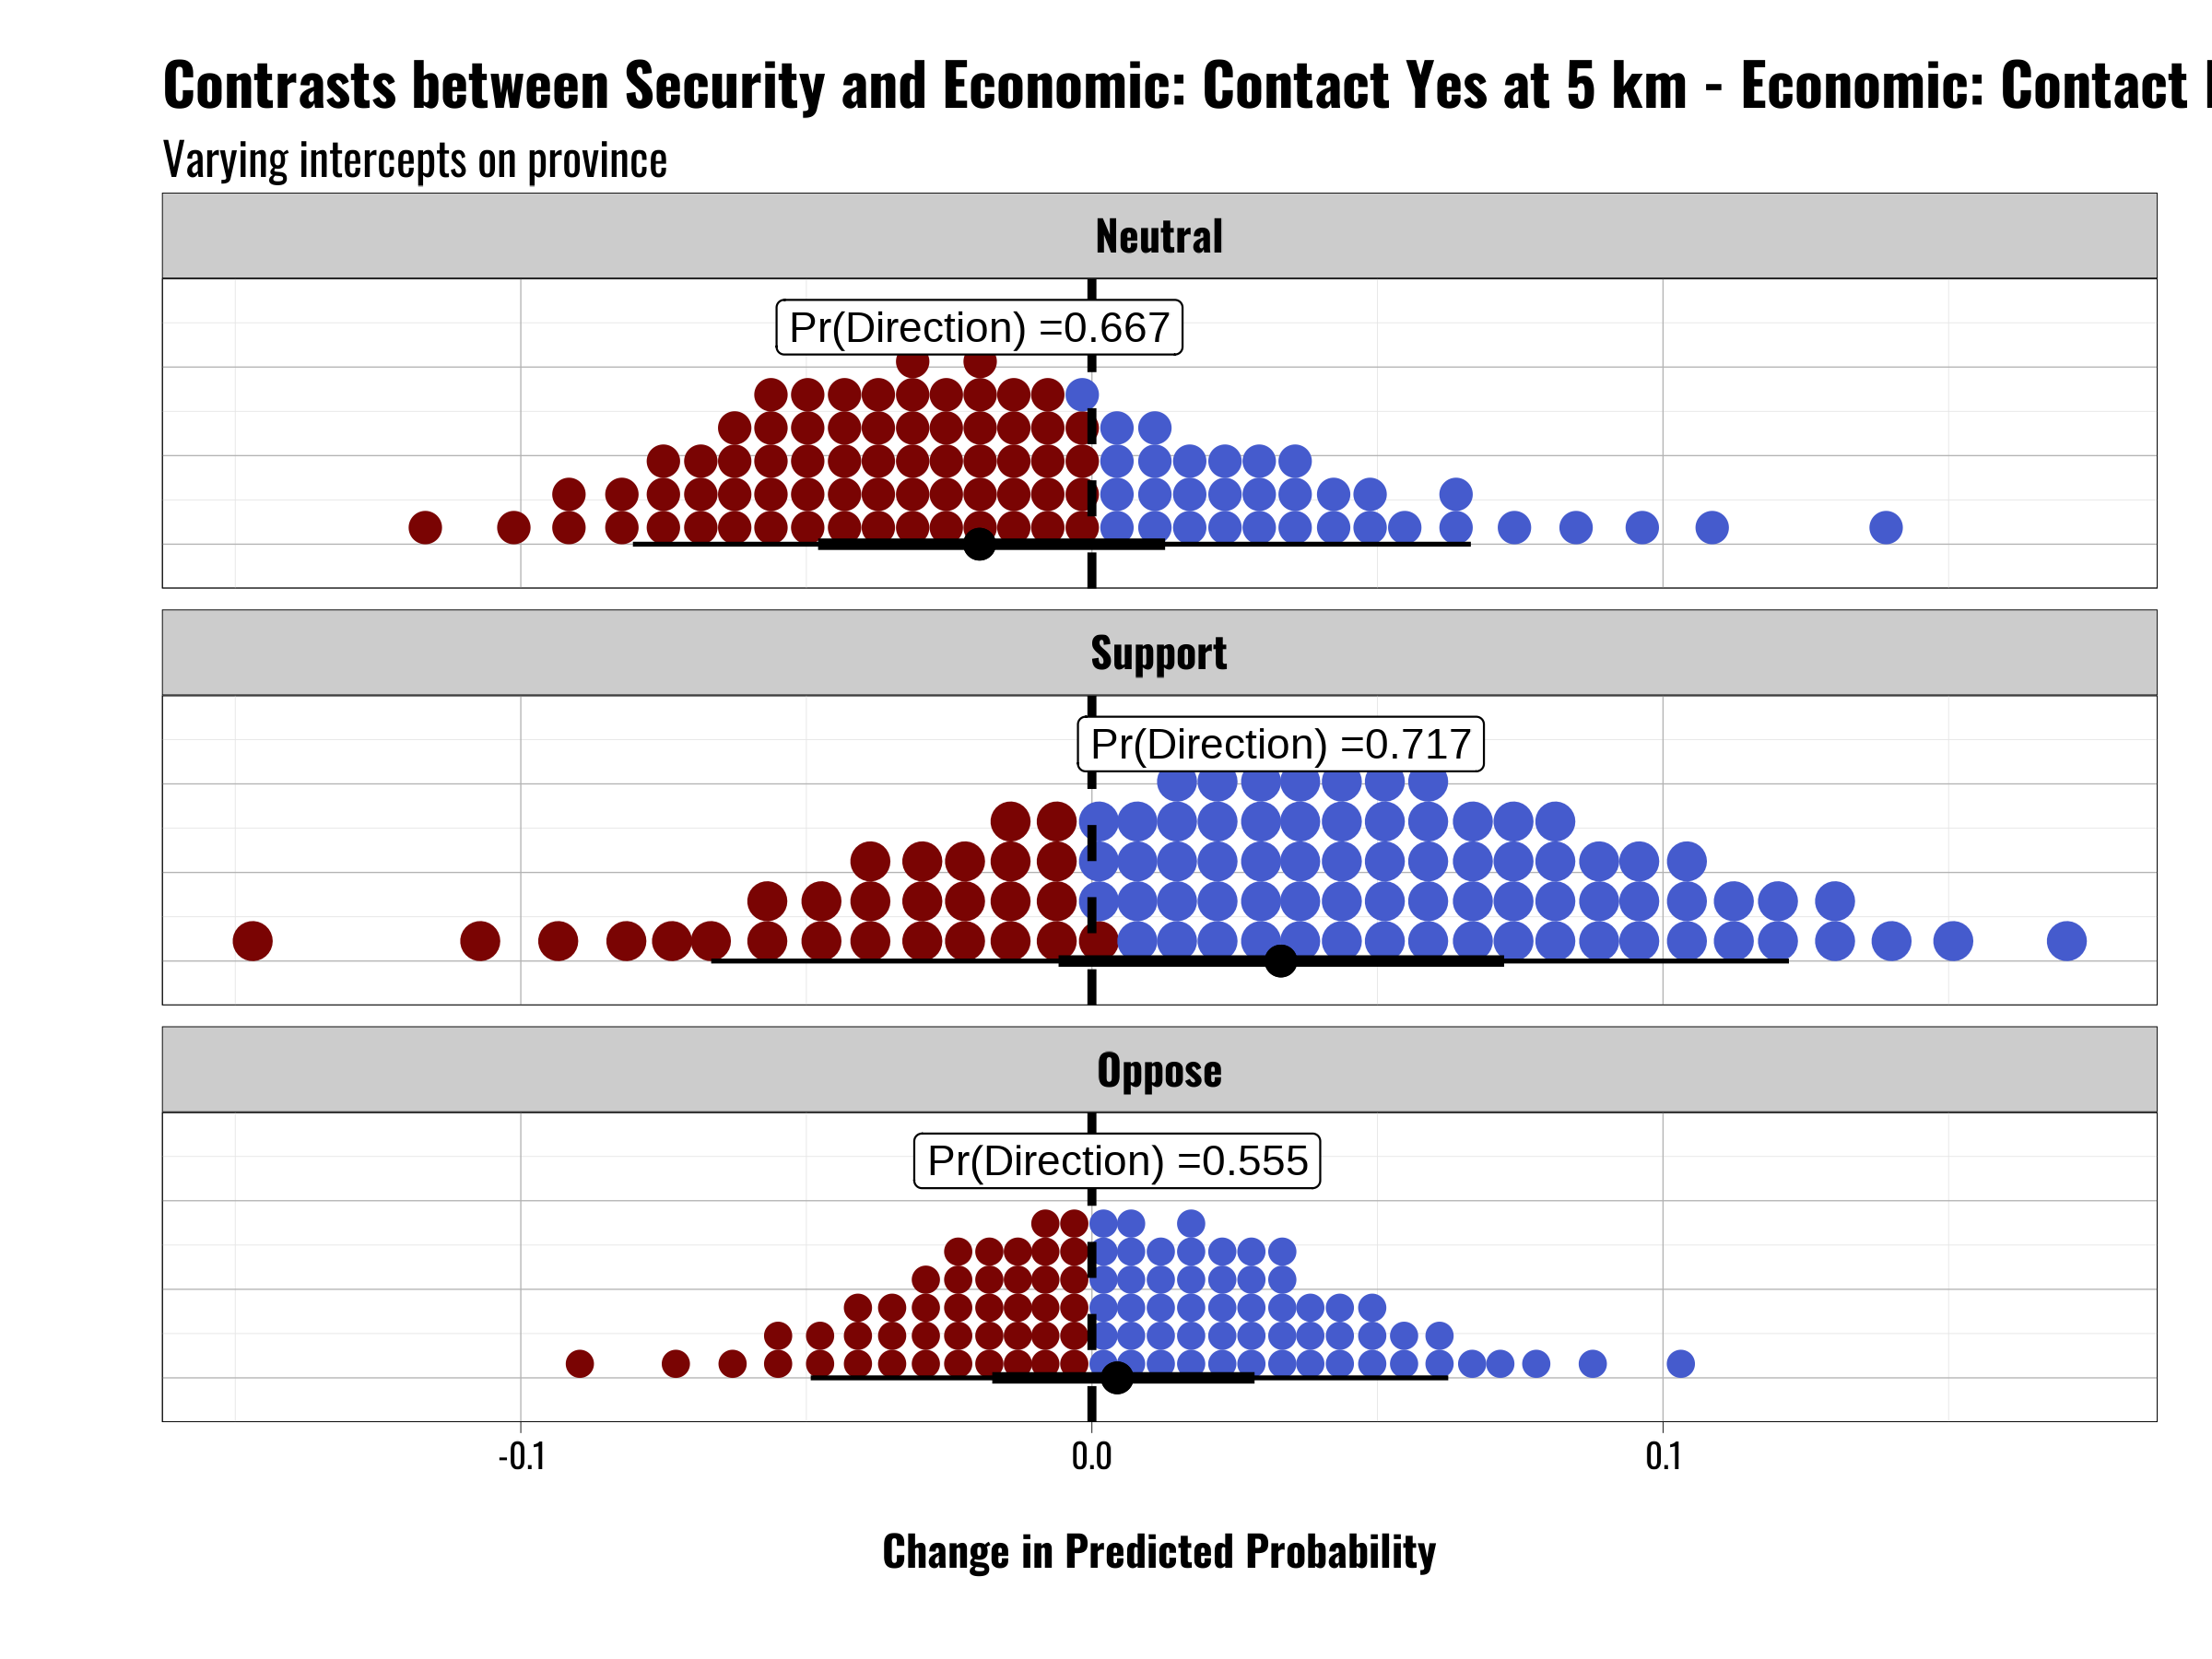 Contrasts between Security and Economic: Contact Yes at 5 km - Economic: Contact
Varying intercepts on province
Neutral
Pr(Direction) =0.667
Support
Pr(Direction) =0.717
Oppose
Pr(Direction) =0.555
-0.1 0.0 0.1
Change in Predicted Probability